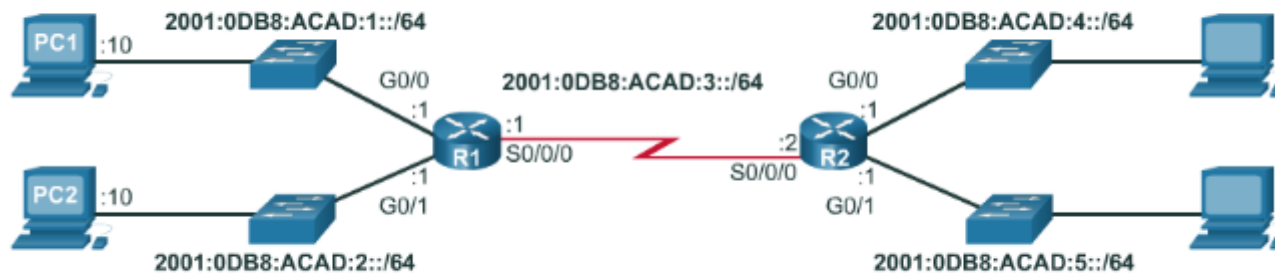 2001:0DB8:ACAD:1::/64
2001:0DB8:ACAD:4::/64
PC1
:10
G0/0
2001:0DB8:ACAD:3::/64
G0/0
:1
:1
:1
:2
R1
S0/0/0
S0/0/0
R2
PC2
:10
:1
G0/1
:1
G0/1
2001:0DB8:ACAD:2::/64
2001:0DB8:ACAD:5::/64